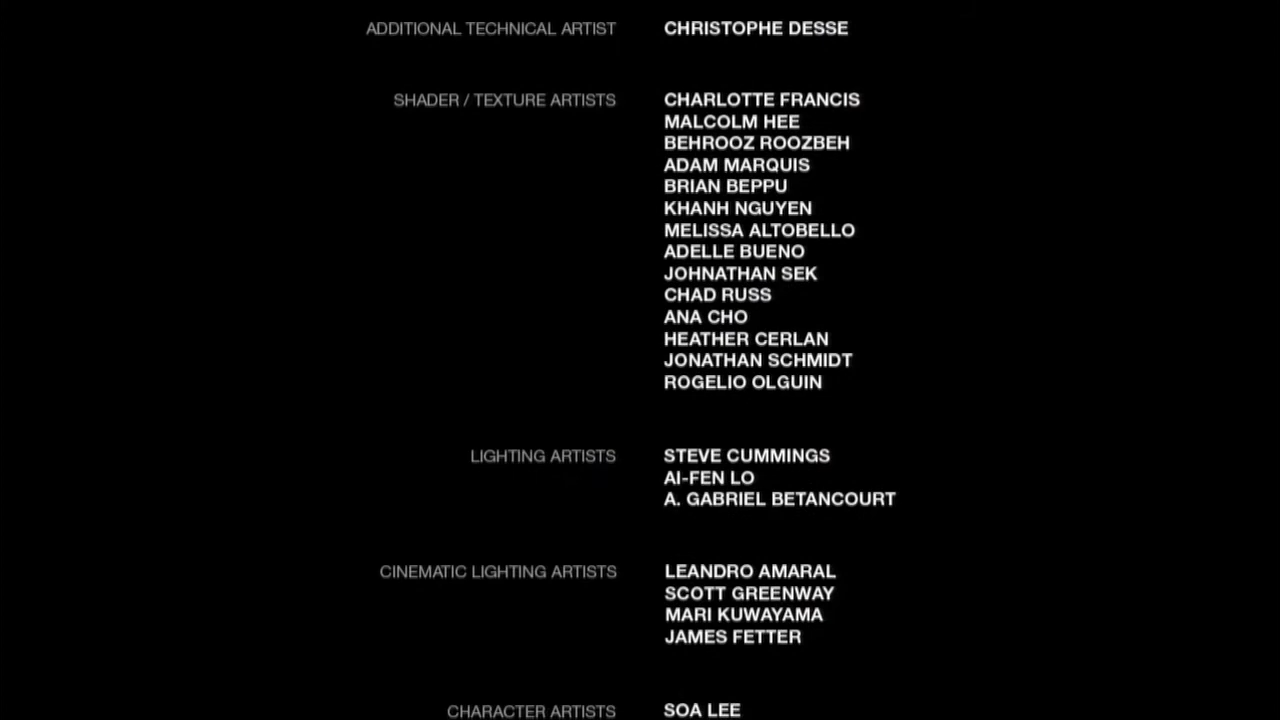 ADDITIONAL TECHNICAL ARTIST CHRISTOPHE DESSE
SHADER / TEXTURE ARTISTS CHARLOTTE FRANCIS
MALCOLM HEE
BEHROOZ ROOZBEH
ADAM MARQUIS
BRIAN BEPPU
KHANH NGUYEN
MELISSA ALTOBELLO
ADELLE BUENO
JOHNATHAN SEK
CHAD RUSS
ANA CHO
HEATHER CERLAN
JONATHAN SCHMIDT
ROGELIO OLGUIN
LIGHTING ARTISTS STEVE CUMMINGS
AI-FEN LO
A. GABRIEL BETANCOURT
CINEMATIC LIGHTING ARTISTS LEANDRO AMARAL
SCOTT GREENWAY
MARI KUWAYAMA
JAMES FETTER
CHARACTER ARTISTS SOA LEE